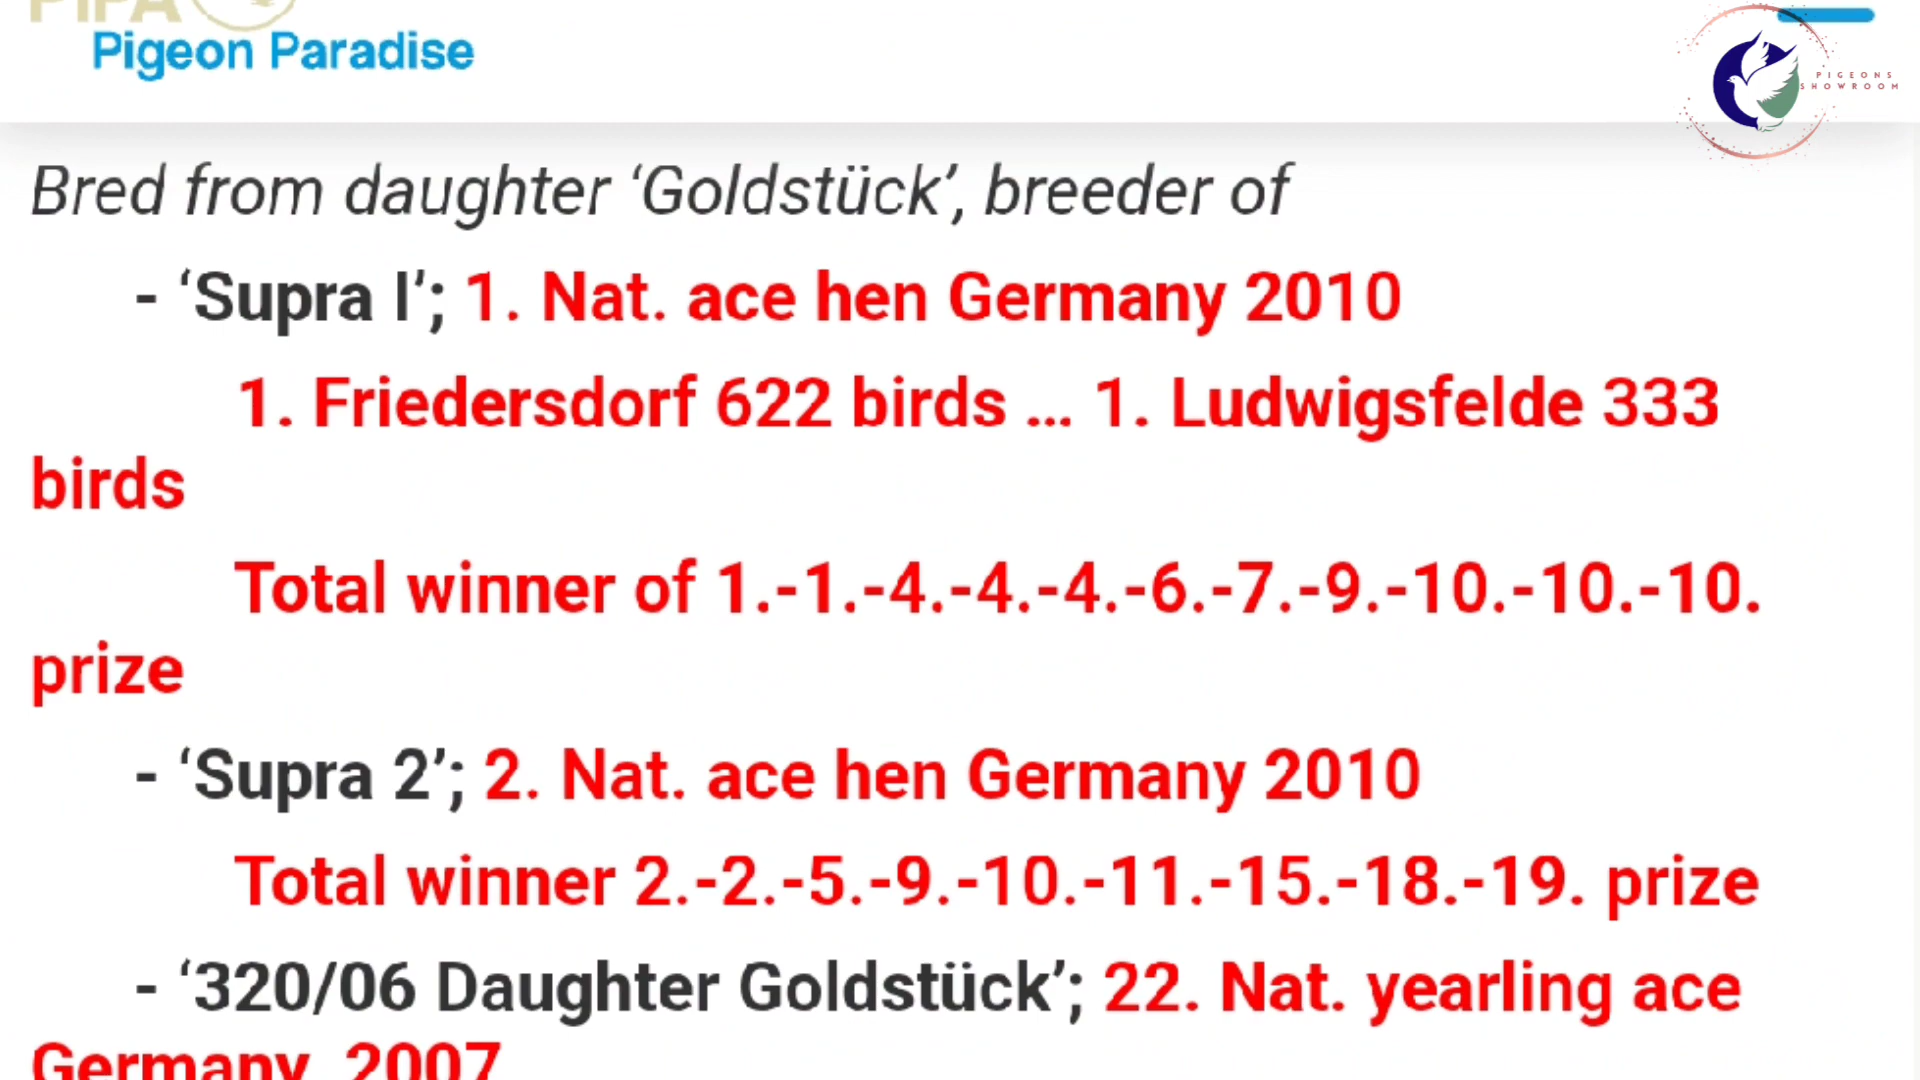 PIPA
Pigeon Paradise
PIGEONS
SHOWROOM
Bred from daughter ‘Goldstück’, breeder of
- ‘Supra I’; 1. Nat. ace hen Germany 2010
1. Friedersdorf 622 birds ... 1. Ludwigsfelde 333
birds
Total winner of 1.-1.-4.-4.-4.-6.-7.-9.-10.-10.-10.
prize
- ‘Supra 2’; 2. Nat. ace hen Germany 2010
Total winner 2.-2.-5.-9.-10.-11.-15.-18.-19. prize
- ‘320/06 Daughter Goldstück’; 22. Nat. yearling ace
Germany 2007